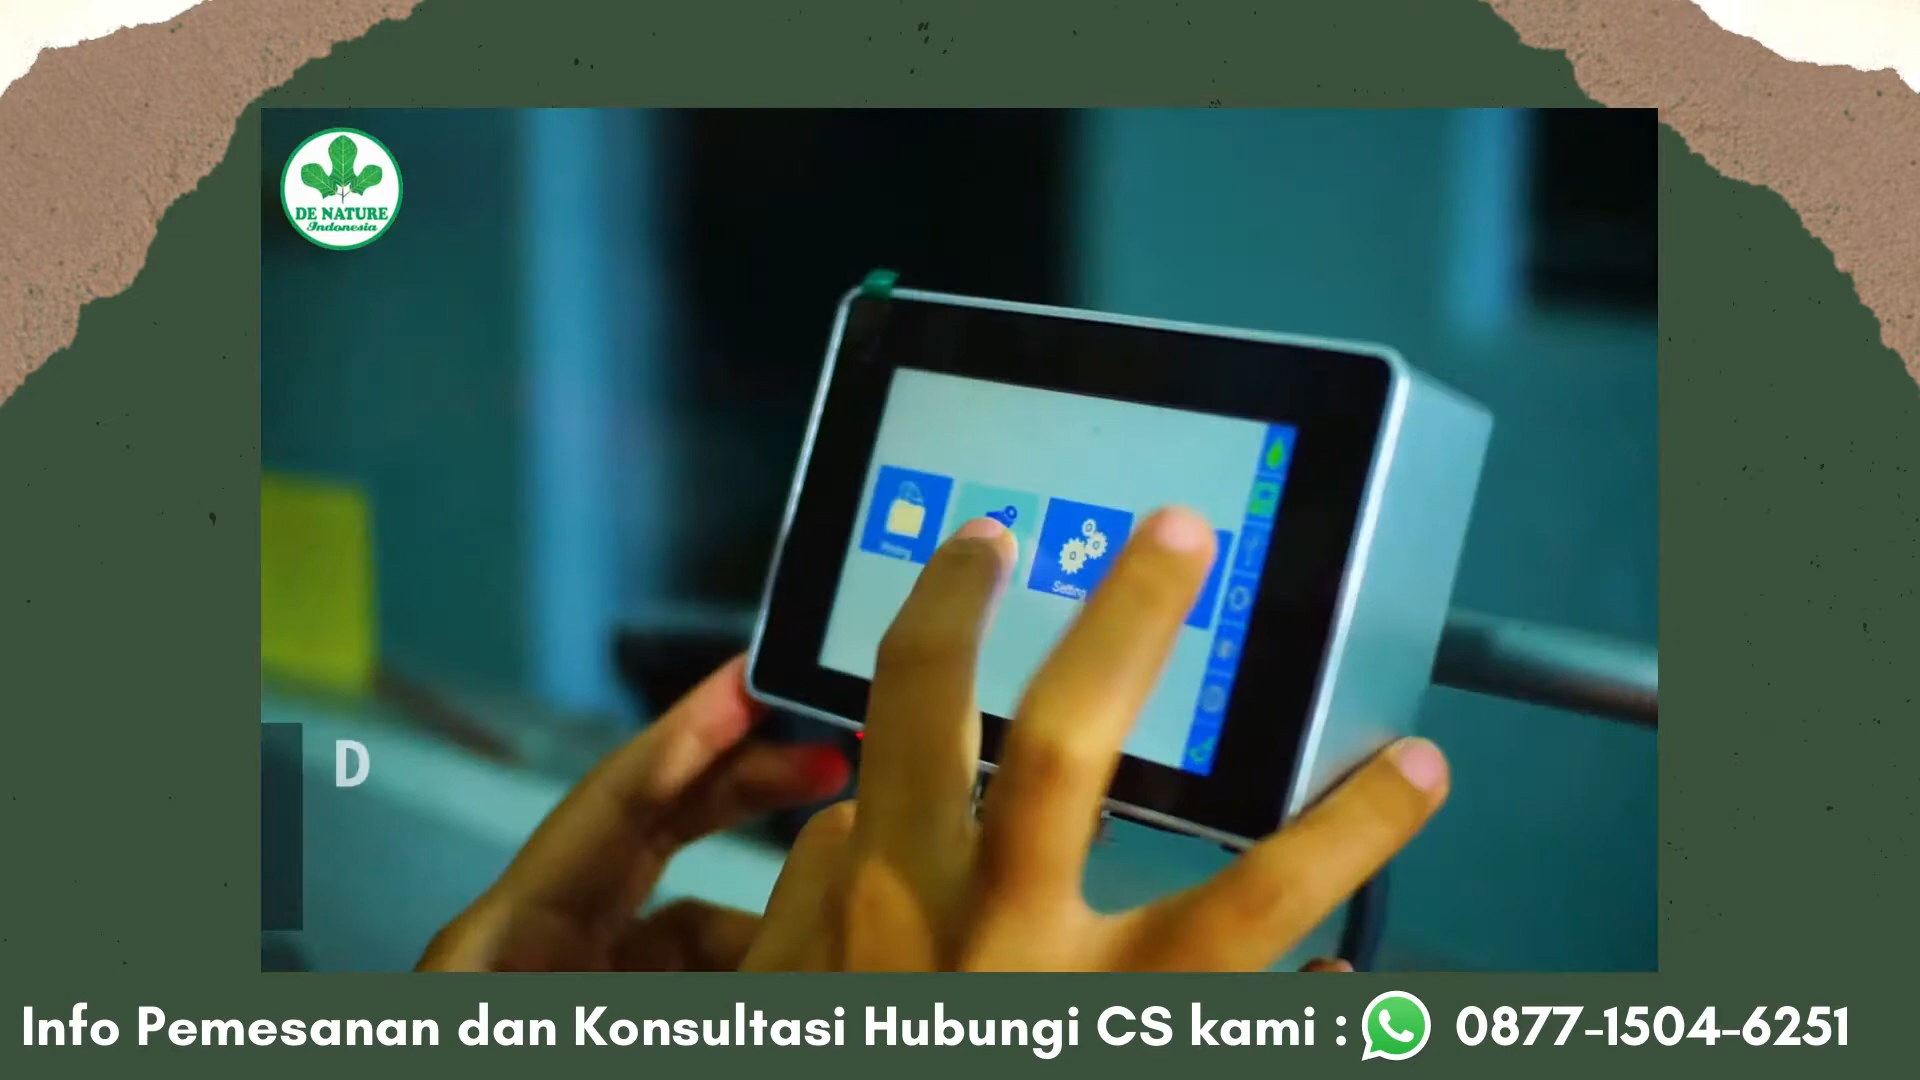 DE NATURE
Indonesia
Setting
D
Info Pemesanan dan Konsultasi Hubungi CS kami : 0877-1504-6251